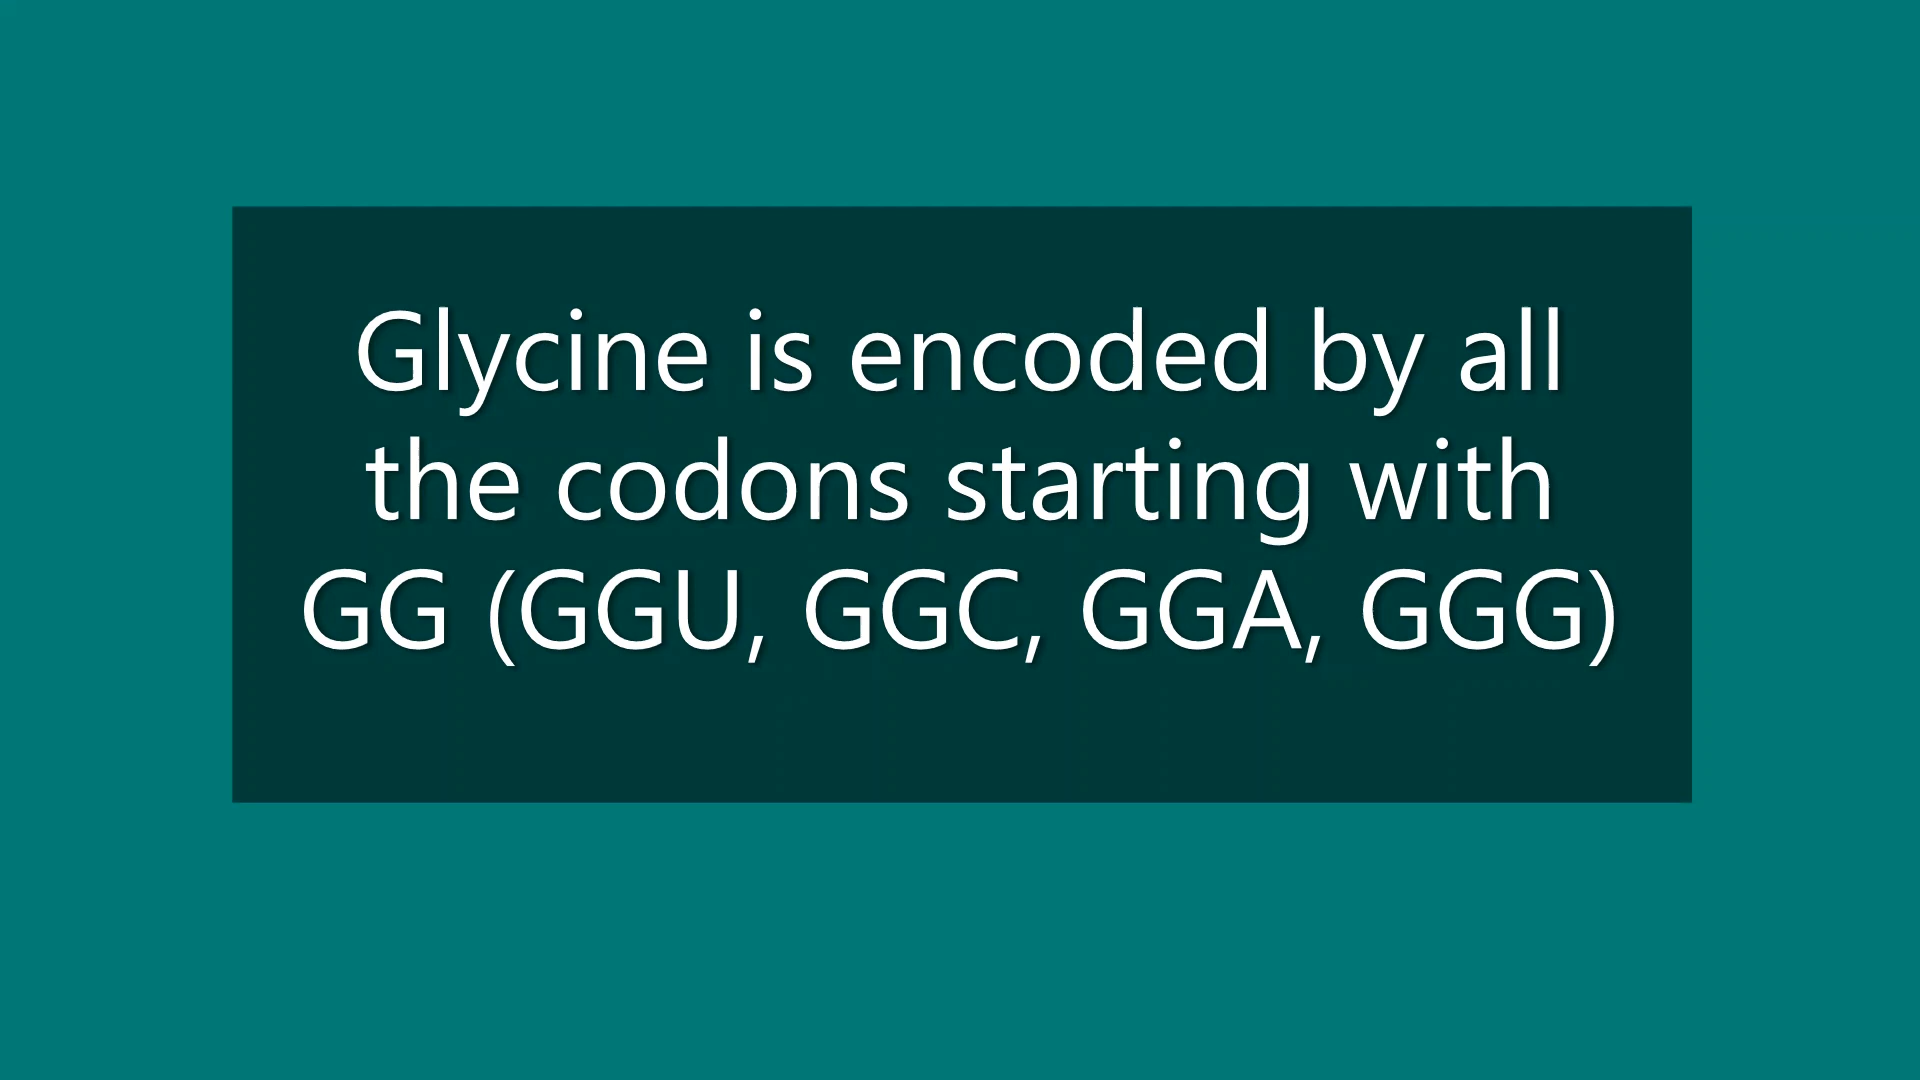 Glycine is encoded by all
the codons starting with
GG (GGU, GGC, GGA, GGG)